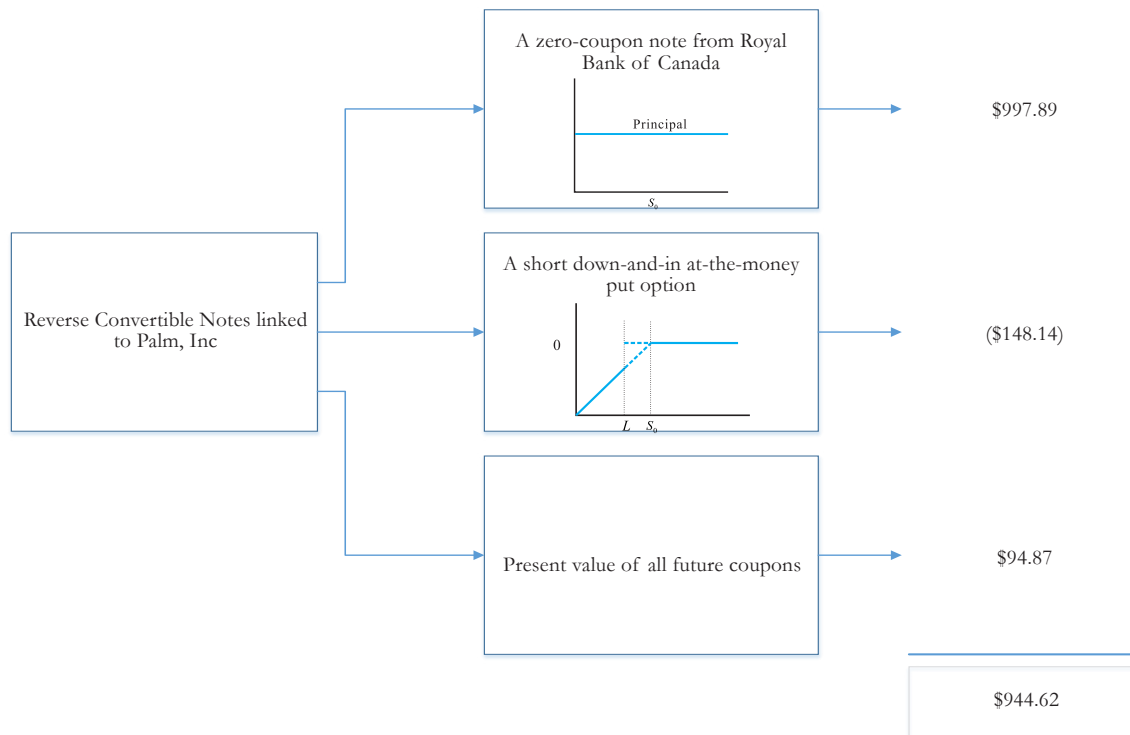 A zero-coupon note from Royal
Bank of Canada
Principal
S₀
$997.89
Reverse Convertible Notes linked
to Palm, Inc
A short down-and-in at-the-money
put option
0
L S₀
($148.14)
Present value of all future coupons
$94.87
$944.62